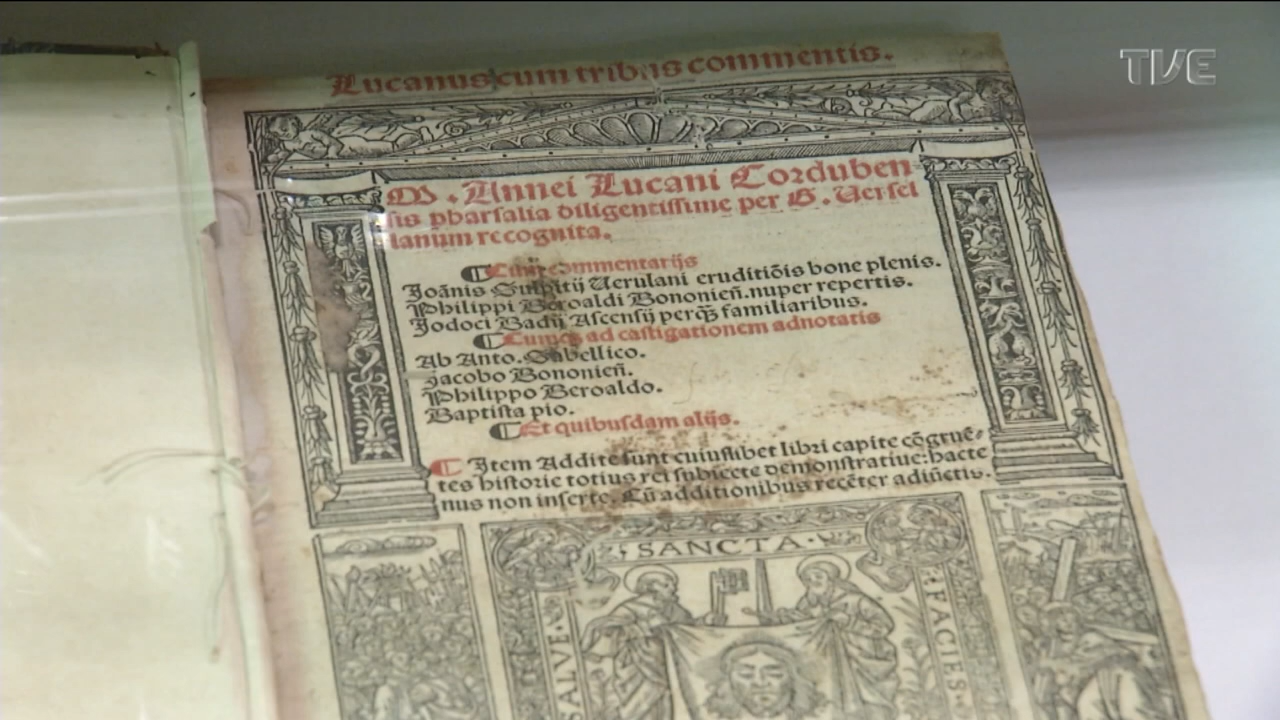 TVE
Lucanus cum tribus commentis.
M. Annei Lucani Corduben
sis pharsalia diligentissime per G. Versel
lanum recognita.
Cum commentarijs
Joãnis Sulpitij Verulani eruditiõis bone plenis.
Philippi Beroaldi Bononieñ. nuper repertis.
Jodoci Badij Ascensij perq̃ familiaribus.
Cumq̃ ad castigationem adnotatis
Ab Anto. Sabellico.
Jacobo Bononieñ.
Philippo Beroaldo.
Baptista pio.
Et quibusdam alijs.
Item Addite sunt cuiuslibet libri capite cõgruẽ-
tes historie totius rei subiecte demonstratiue: hacte
nus non inserte. Cũ additionibus recẽter adiũctis.
SANCTA
SALVE
FACIES